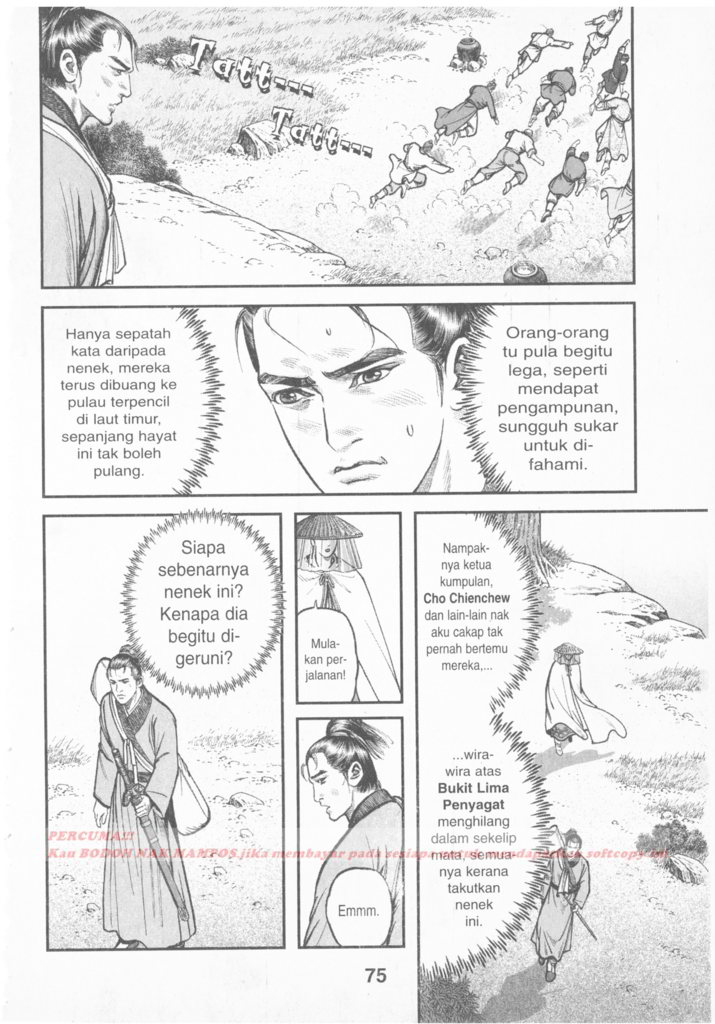 Tatt---
Tatt---
Hanya sepatah
kata daripada
nenek, mereka
terus dibuang ke
pulau terpencil
di laut timur,
sepanjang hayat
ini tak boleh
pulang.
Orang-orang
tu pula begitu
lega, seperti
mendapat
pengampunan,
sungguh sukar
untuk di-
fahami.
Siapa
sebenarnya
nenek ini?
Kenapa dia
begitu di-
geruni?
Mula-
kan per-
jalanan!
Emmm.
Nampak-
nya ketua
kumpulan,
Cho Chienchew
dan lain-lain nak
aku cakap tak
pernah bertemu
mereka,...
...wira-
wira atas
Bukit Lima
Penyagat
menghilang
dalam sekelip
mata, semua-
nya kerana
takutkan
nenek
ini.
PERCUMA!!!
Kau BODOH NAK MAMPOS jika membayar pada sesiapa softcopy ini
75